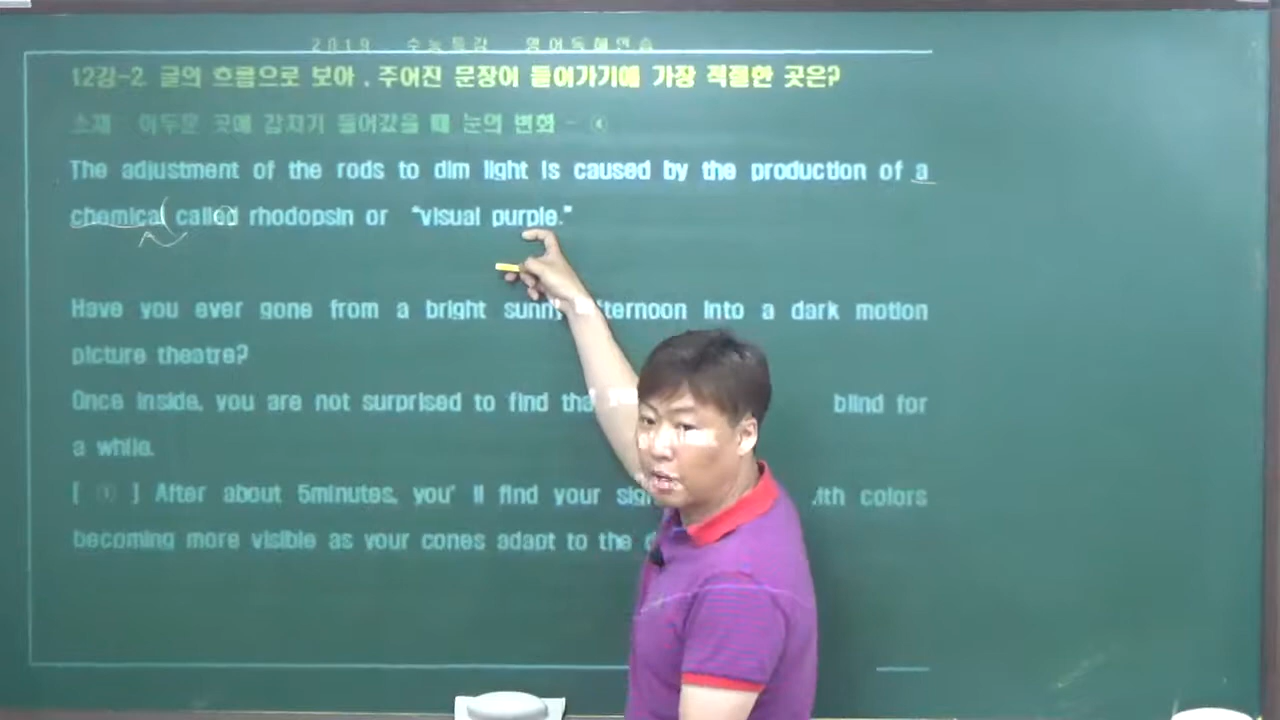 2019 수능특강 영어독해연습
12강-2. 글의 흐름으로 보아, 주어진 문장이 들어가기에 가장 적절한 곳은?
소재 어두운 곳에 갑자기 들어갔을 때 눈의 변화 - ④
The adjustment of the rods to dim light is caused by the production of a
chemical called rhodopsin or "visual purple."
Have you ever gone from a bright sunny afternoon into a dark motion
picture theatre?
Once inside, you are not surprised to find blind for
a while.
[ ① ] After about 5minutes, you'll find your with colors
becoming more visible as your cones adapt to the